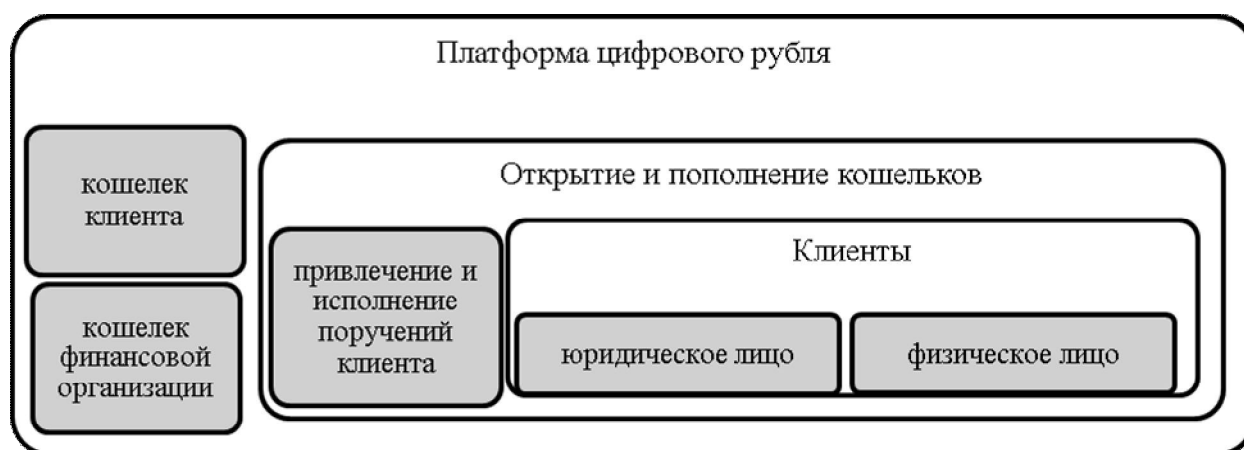 Платформа цифрового рубля
кошелек
клиента
кошелек
финансовой
организации
Открытие и пополнение кошельков
привлечение и
исполнение
поручений
клиента
Клиенты
юридическое лицо
физическое лицо